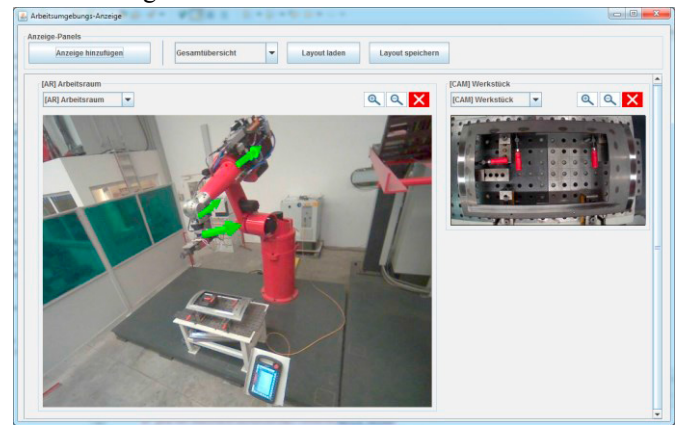 Arbeitsumgebungs-Anzeige
Anzeige-Panels
Anzeige hinzufügen
Gesamtübersicht
Layout laden
Layout speichern
[AR] Arbeitsraum
[AR] Arbeitsraum
[CAM] Werkstück
[CAM] Werkstück